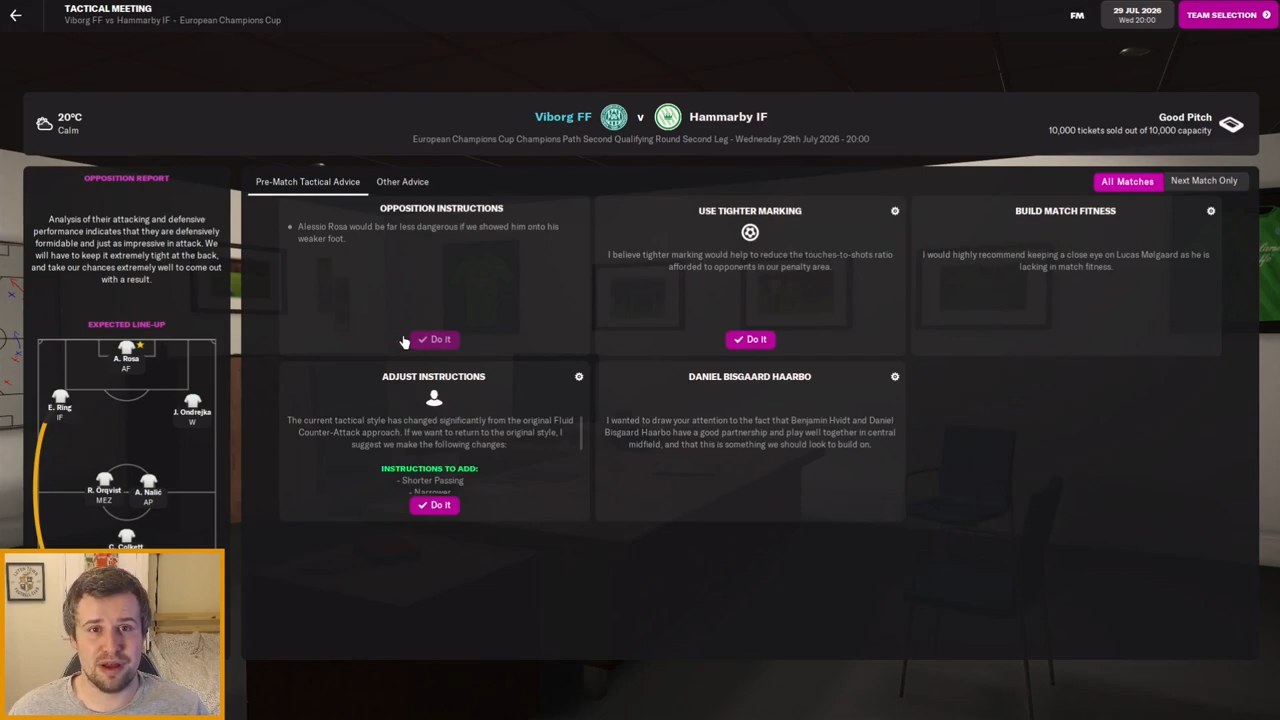 TACTICAL MEETING
Viborg FF vs Hammarby IF - European Champions Cup
FM
29 JUL 2026
Wed 20:00
TEAM SELECTION
20°C
Calm
Viborg FF v Hammarby IF
European Champions Cup Champions Path Second Qualifying Round Second Leg - Wednesday 29th July 2026 - 20:00
Good Pitch
10,000 tickets sold out of 10,000 capacity
OPPOSITION REPORT
Analysis of their attacking and defensive
performance indicates that they are defensively
formidable and just as impressive in attack. We
will have to keep it extremely tight at the back,
and take our chances extremely well to come out
with a result.
EXPECTED LINE-UP
A. Rosa
AF
E. Ring
IF
J. Ondrejka
W
R. Orqvist
MEZ
A. Nalić
AP
C. Colkett
Pre-Match Tactical Advice
Other Advice
All Matches
Next Match Only
OPPOSITION INSTRUCTIONS
Alessio Rosa would be far less dangerous if we showed him onto his
weaker foot.
Do It
USE TIGHTER MARKING
I believe tighter marking would help to reduce the touches-to-shots ratio
afforded to opponents in our penalty area.
Do It
BUILD MATCH FITNESS
I would highly recommend keeping a close eye on Lucas Mølgaard as he is
lacking in match fitness.
ADJUST INSTRUCTIONS
The current tactical style has changed significantly from the original Fluid
Counter-Attack approach. If we want to return to the original style, I
suggest we make the following changes:
INSTRUCTIONS TO ADD:
- Shorter Passing
- Narrower
Do It
DANIEL BISGAARD HAARBO
I wanted to draw your attention to the fact that Benjamin Hvidt and Daniel
Bisgaard Haarbo have a good partnership and play well together in central
midfield, and that this is something we should look to build on.
LUTON TOWN